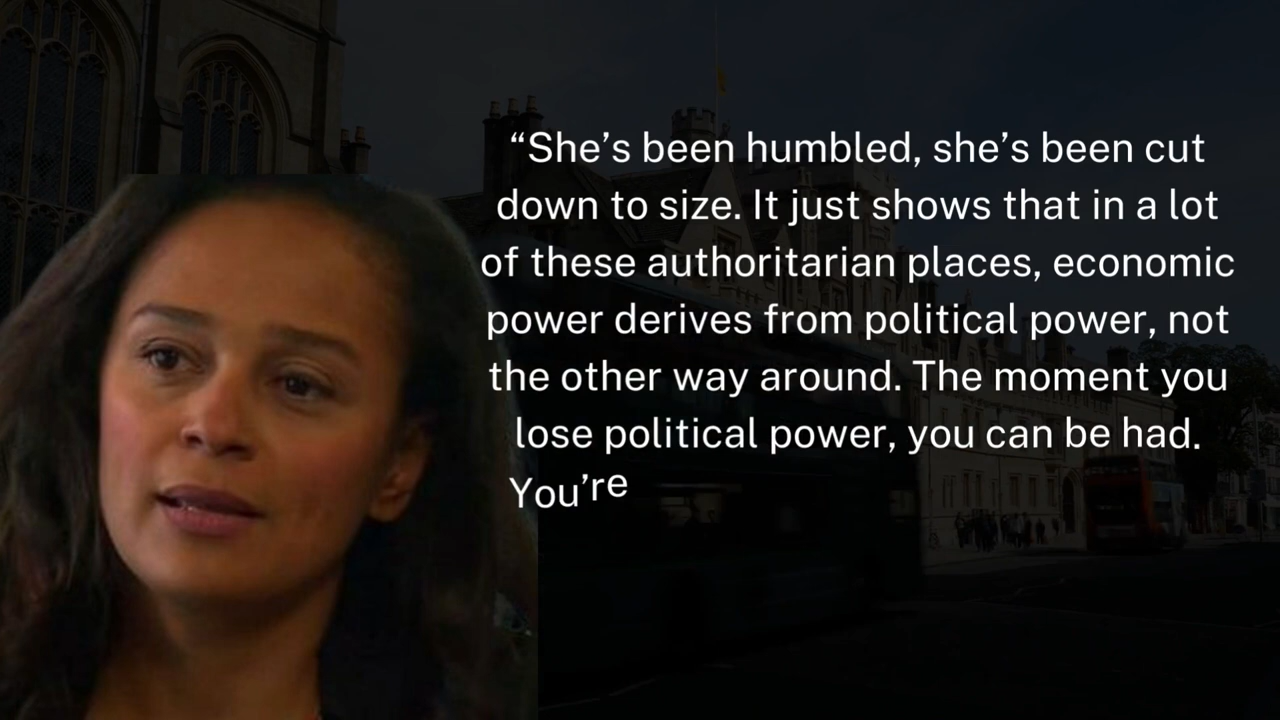 “She’s been humbled, she’s been cut
down to size. It just shows that in a lot
of these authoritarian places, economic
power derives from political power, not
the other way around. The moment you
lose political power, you can be had.
You’re